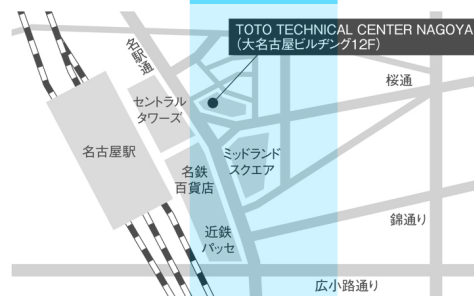 TOTO TECHNICAL CENTER NAGOYA
（大名古屋ビルヂング12F）
名駅通
桜通
セントラル
タワーズ
名古屋駅
ミッドランド
スクエア
名鉄
百貨店
錦通り
近鉄
パッセ
広小路通り